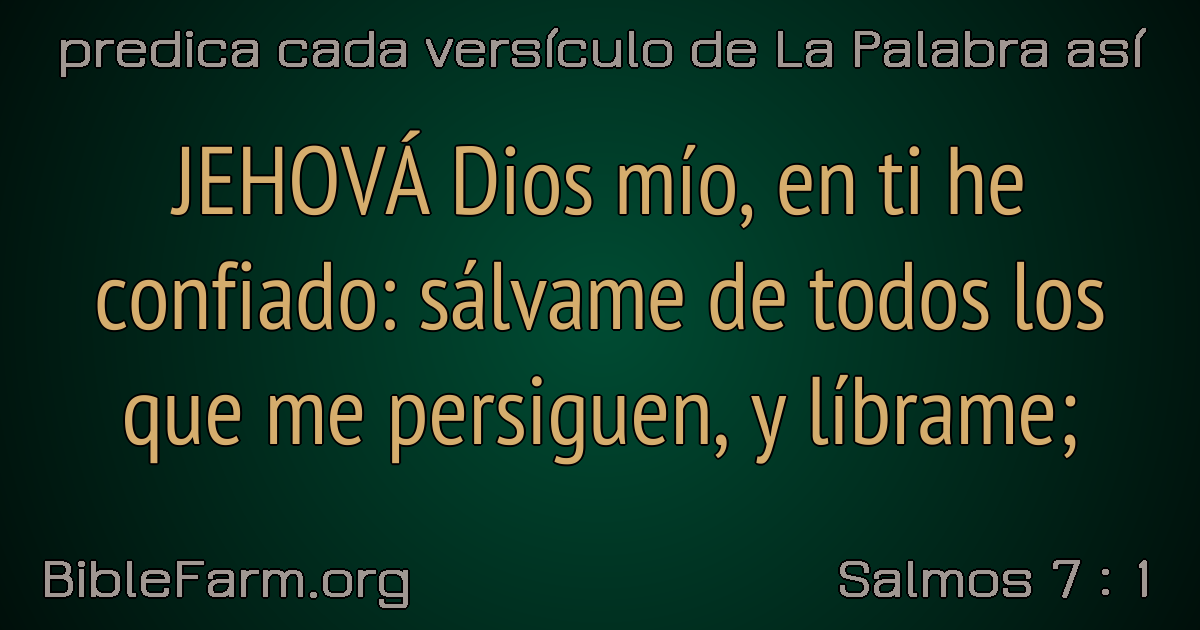 predica cada versículo de La Palabra así
JEHOVÁ Dios mío, en ti he
confiado: sálvame de todos los
que me persiguen, y líbrame;
BibleFarm.org
Salmos 7 : 1